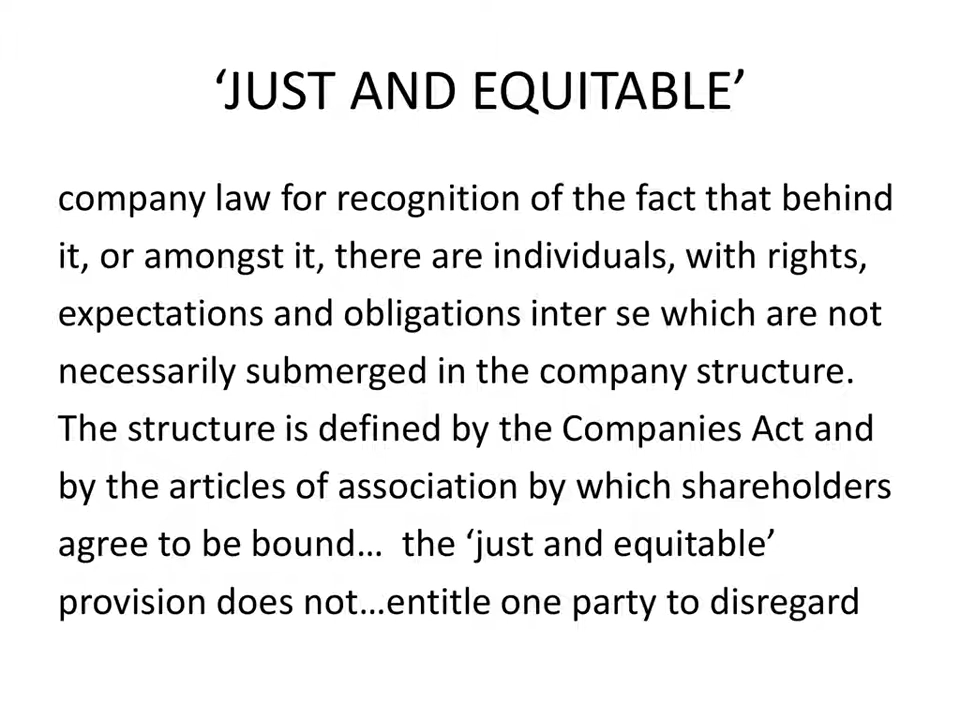 ‘JUST AND EQUITABLE’
company law for recognition of the fact that behind
it, or amongst it, there are individuals, with rights,
expectations and obligations inter se which are not
necessarily submerged in the company structure.
The structure is defined by the Companies Act and
by the articles of association by which shareholders
agree to be bound… the ‘just and equitable’
provision does not…entitle one party to disregard